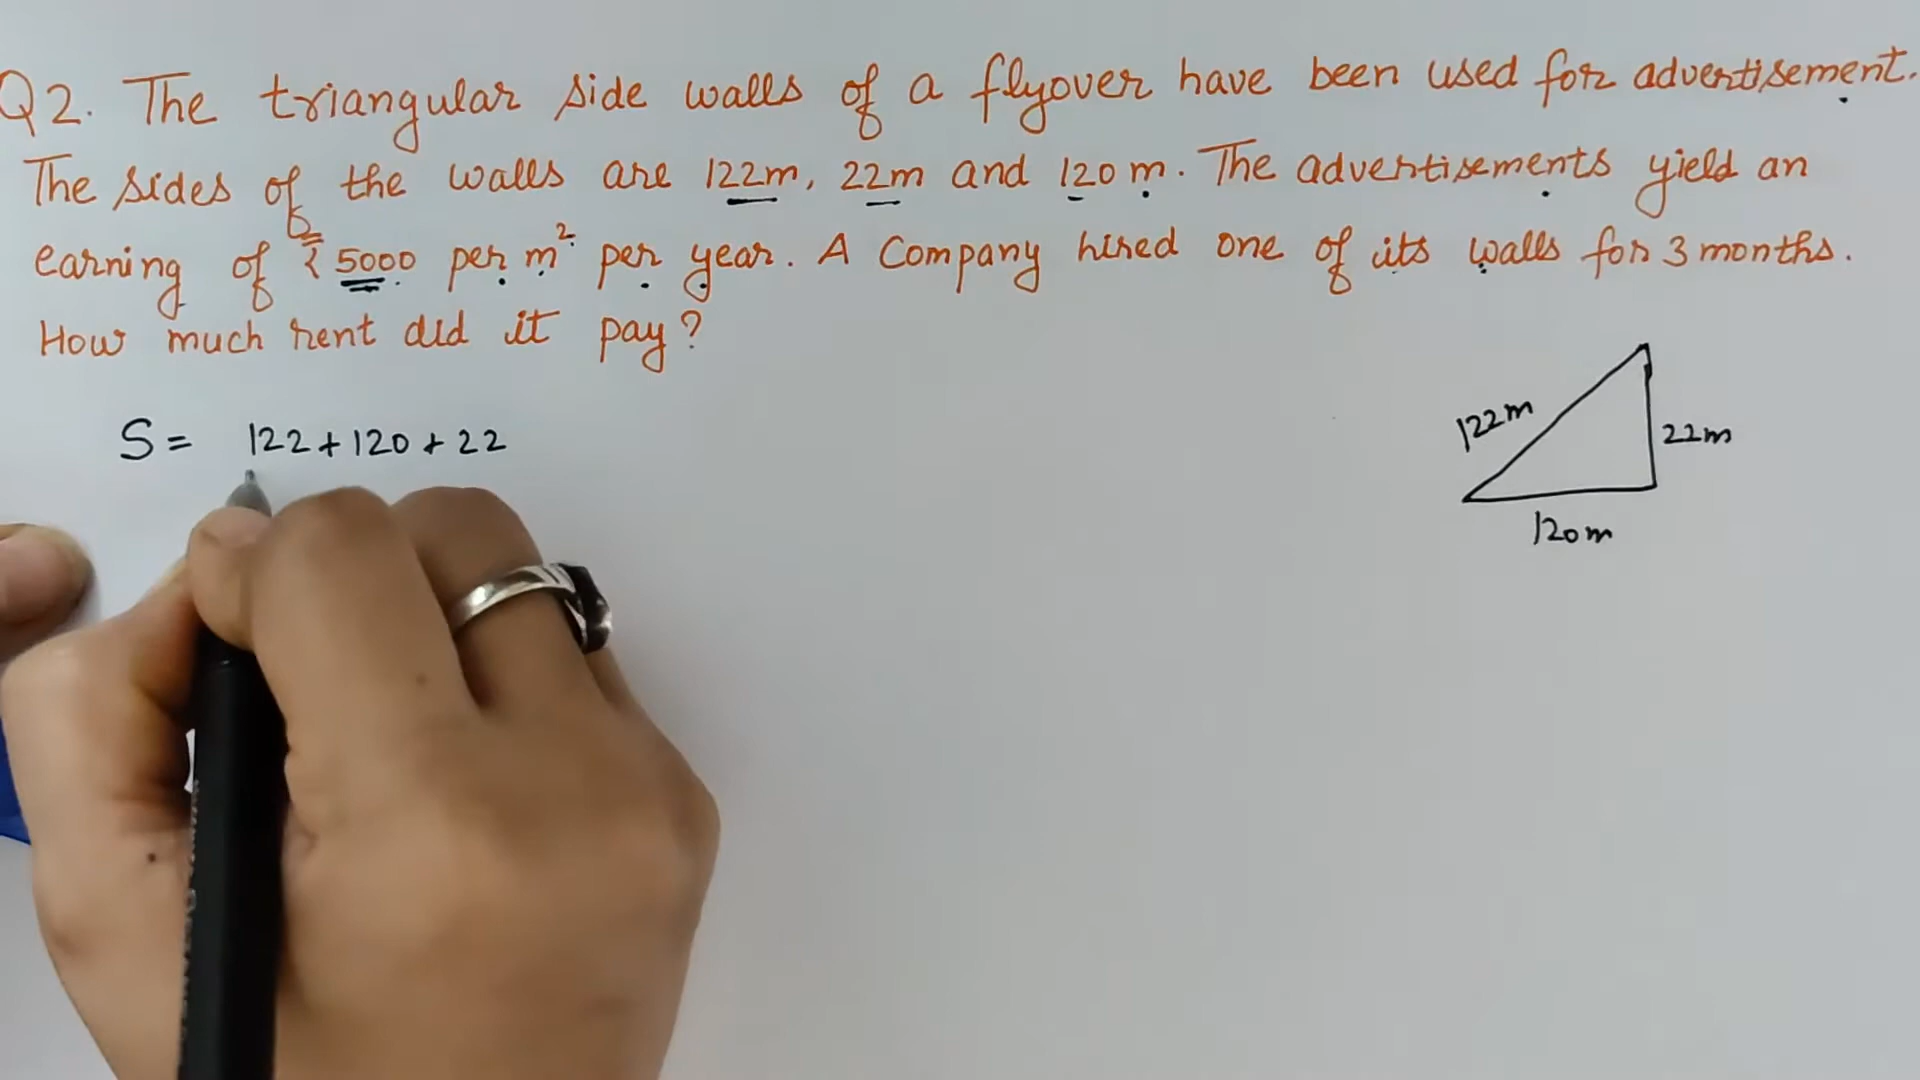 Q2. The triangular side walls of a flyover have been used for advertisement.
The sides of the walls are 122m, 22m and 120 m. The advertisements yield an
earning of ₹ 5000 per m² per year. A Company hired one of its walls for 3 months.
How much rent did it pay?
S = 122 + 120 + 22
122m
22m
120m